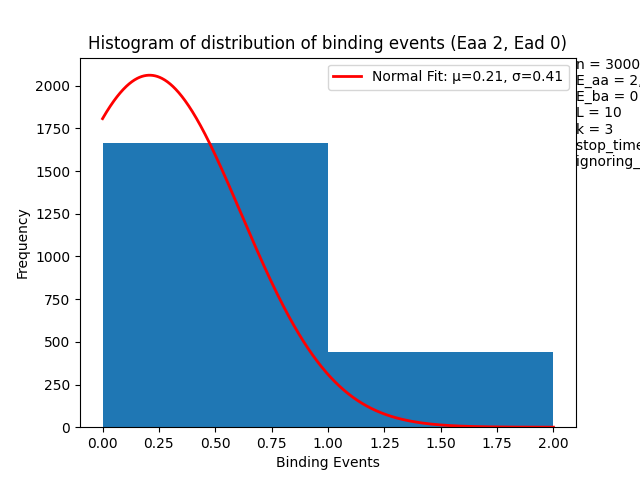 Histogram of distribution of binding events (Eaa 2, Ead 0)
Normal Fit: μ=0.21, σ=0.41
n = 3000
E_aa = 2,
E_ba = 0
L = 10
k = 3
stop_time
ignoring_
Frequency
2000
1750
1500
1250
1000
750
500
250
0
0.00 0.25 0.50 0.75 1.00 1.25 1.50 1.75 2.00
Binding Events